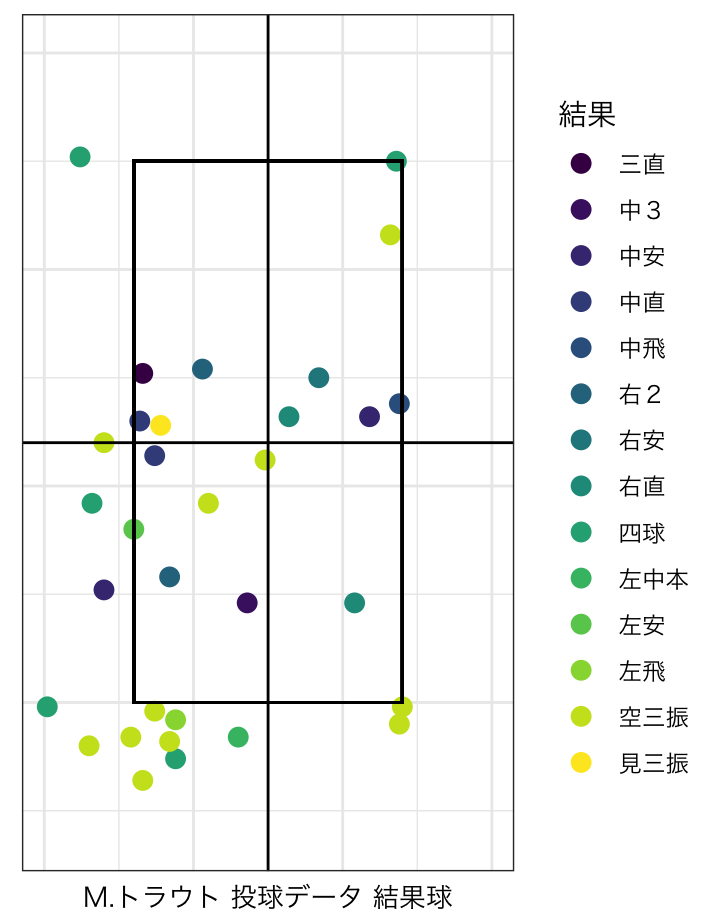 結果
三直
中３
中安
中直
中飛
右２
右安
右直
四球
左中本
左安
左飛
空三振
見三振
M.トラウト 投球データ 結果球